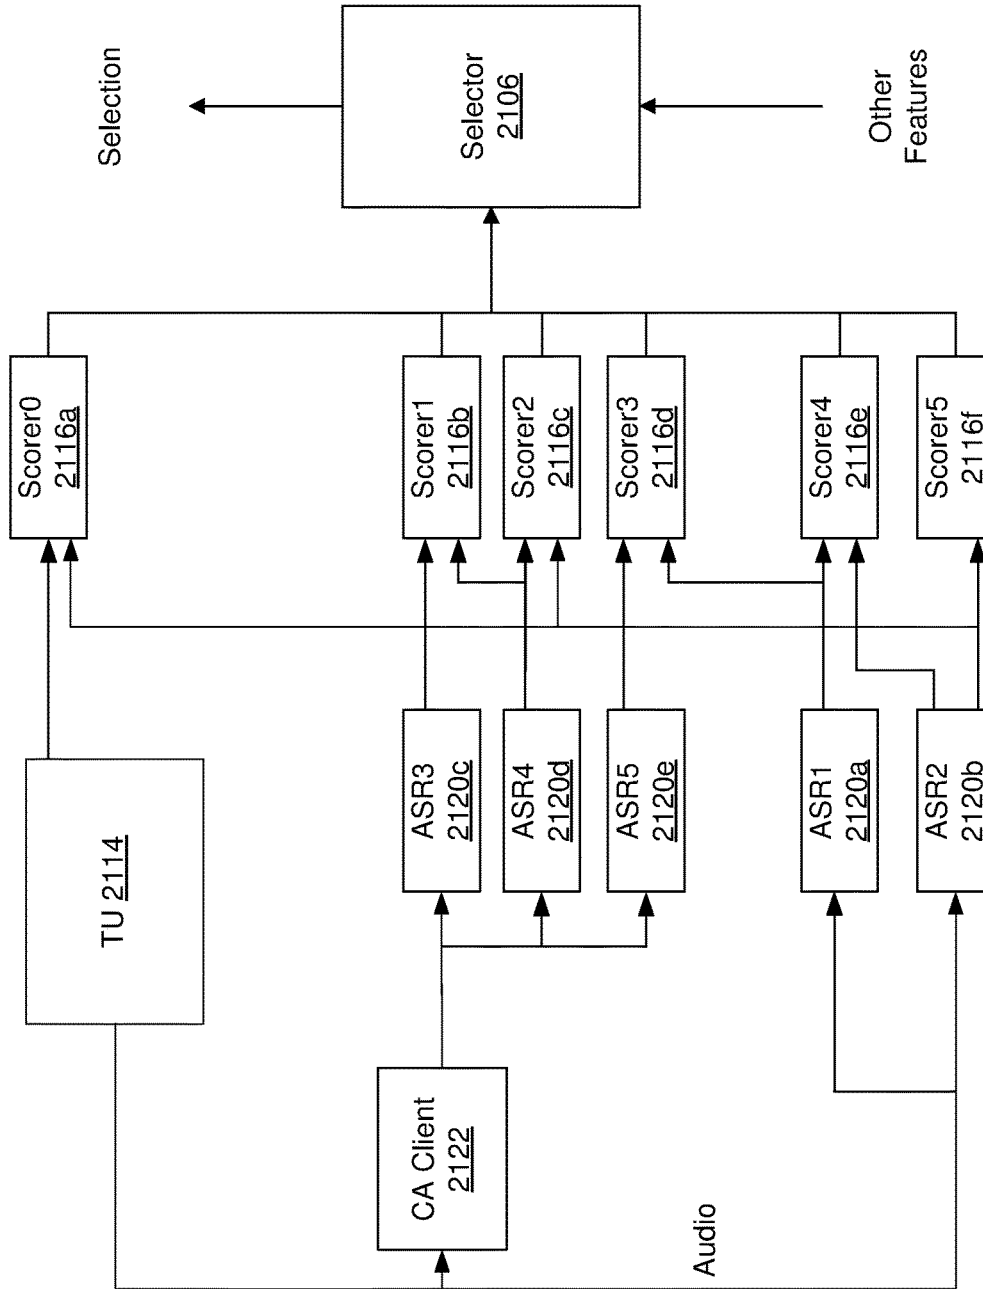 Selection
Selector
2106
Other
Features
Scorer0
2116a
Scorer1
2116b
Scorer2
2116c
Scorer3
2116d
Scorer4
2116e
Scorer5
2116f
TU 2114
ASR3
2120c
ASR4
2120d
ASR5
2120e
ASR1
2120a
ASR2
2120b
CA Client
2122
Audio